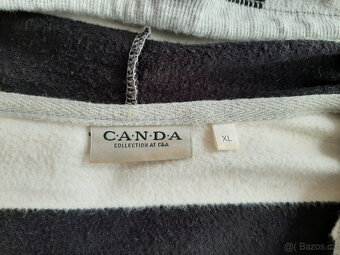 C·A·N·D·A
COLLECTION AT C&A
XL
Bazos.cz